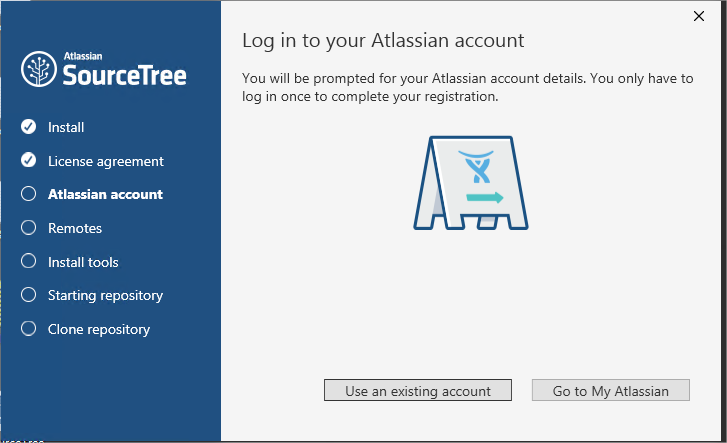 Atlassian
SourceTree
Install
License agreement
Atlassian account
Remotes
Install tools
Starting repository
Clone repository
Log in to your Atlassian account
You will be prompted for your Atlassian account details. You only have to
log in once to complete your registration.
Use an existing account
Go to My Atlassian